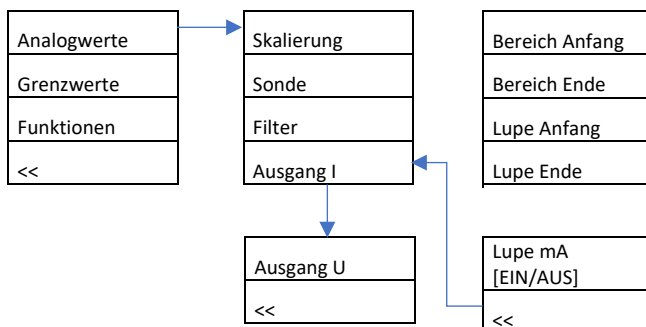 Analogwerte
Grenzwerte
Funktionen
<<
Skalierung
Sonde
Filter
Ausgang I
Ausgang U
<<
Bereich Anfang
Bereich Ende
Lupe Anfang
Lupe Ende
Lupe mA
[EIN/AUS]
<<